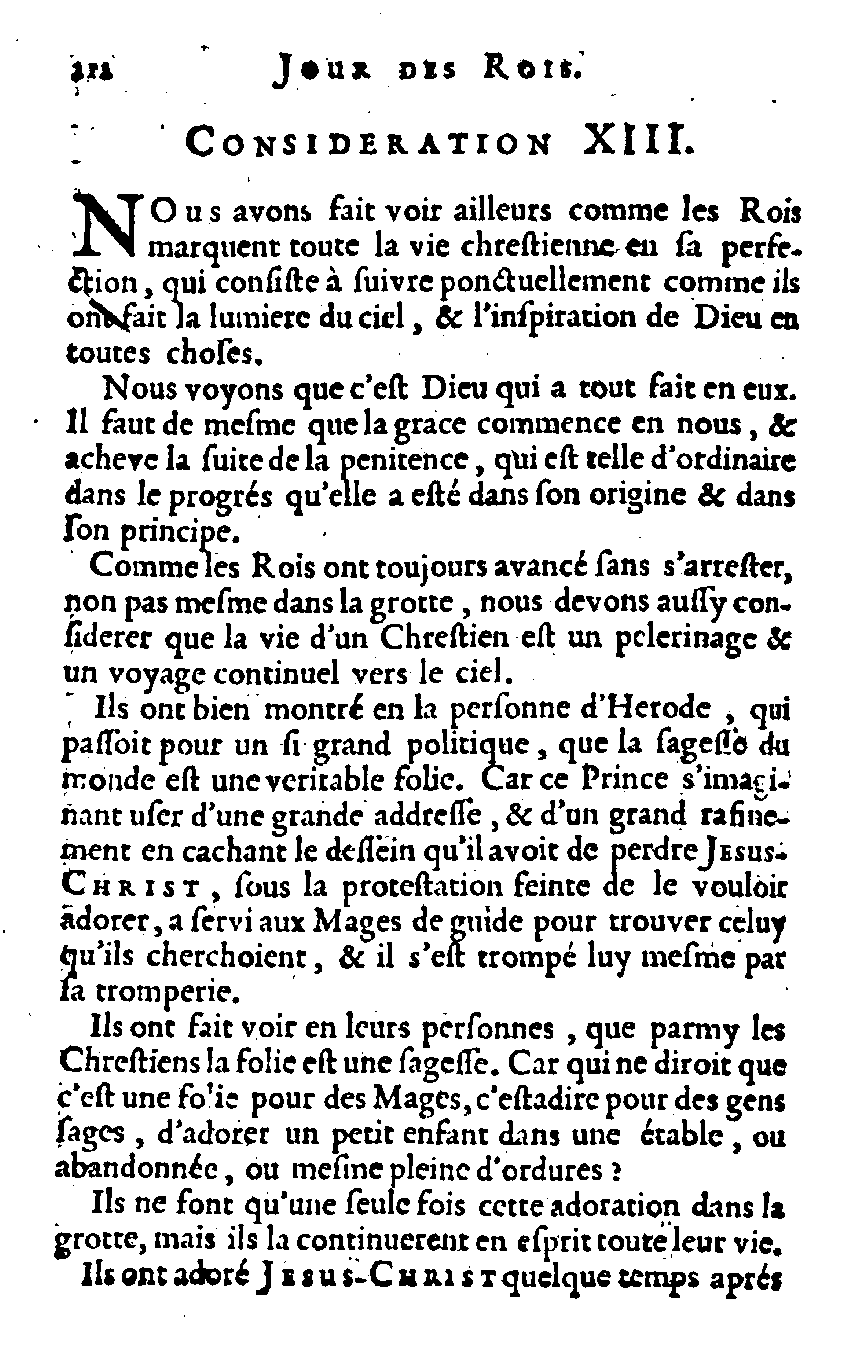 212 JOUR DES ROIS.
CONSIDERATION XIII.
NOus avons fait voir ailleurs comme les Rois
marquent toute la vie chreſtienne en ſa perfe-
ction, qui conſiſte à ſuivre ponctuellement comme ils
ont fait la lumiere du ciel, & l'inſpiration de Dieu en
toutes choſes.
Nous voyons que c'eſt Dieu qui a tout fait en eux.
Il faut de meſme que la grace commence en nous, &
acheve la ſuite de la penitence, qui eſt telle d'ordinaire
dans le progrés qu'elle a eſté dans ſon origine & dans
ſon principe.
Comme les Rois ont toujours avancé ſans s'arreſter,
non pas meſme dans la grotte, nous devons auſſy con-
ſiderer que la vie d'un Chreſtien eſt un pelerinage &
un voyage continuel vers le ciel.
Ils ont bien montré en la perſonne d'Herode, qui
paſſoit pour un ſi grand politique, que la ſageſſe du
monde eſt une veritable folie. Car ce Prince s'imagi-
nant uſer d'une grande addreſſe, & d'un grand rafine-
ment en cachant le deſſein qu'il avoit de perdre JESUS-
CHRIST, ſous la proteſtation feinte de le vouloir
adorer, a ſervi aux Mages de guide pour trouver celuy
qu'ils cherchoient, & il s'eſt trompé luy meſme par
ſa tromperie.
Ils ont fait voir en leurs perſonnes, que parmy les
Chreſtiens la folie eſt une ſageſſe. Car qui ne diroit que
c'eſt une folie pour des Mages, c'eſtadire pour des gens
ſages, d'adorer un petit enfant dans une étable, ou
abandonnée, ou meſme pleine d'ordures ?
Ils ne font qu'une ſeule fois cette adoration dans la
grotte, mais ils la continuerent en eſprit toute leur vie.
Ils ont adoré JESUS-CHRIST quelque temps aprés